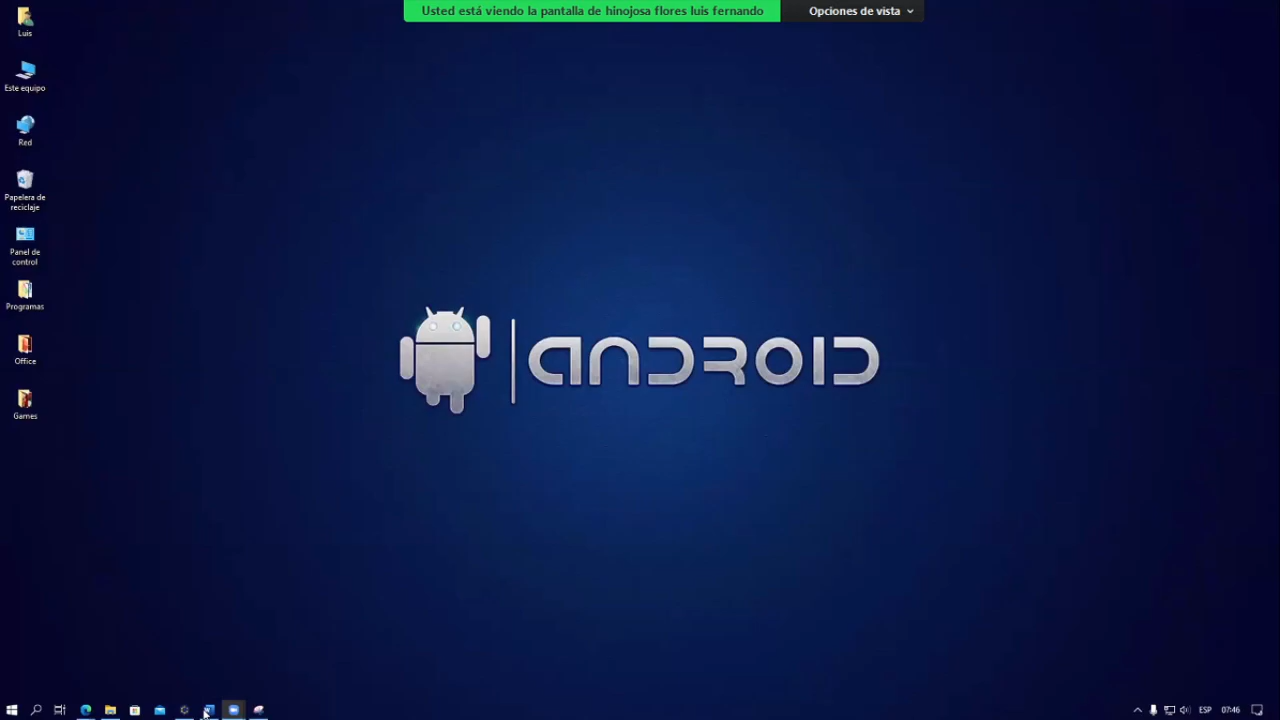 Usted está viendo la pantalla de hinojosa flores luis fernando
Opciones de vista
Luis
Este equipo
Red
Papelera de
reciclaje
Panel de
control
Programas
Office
Games
ANDROID
ESP
07:46